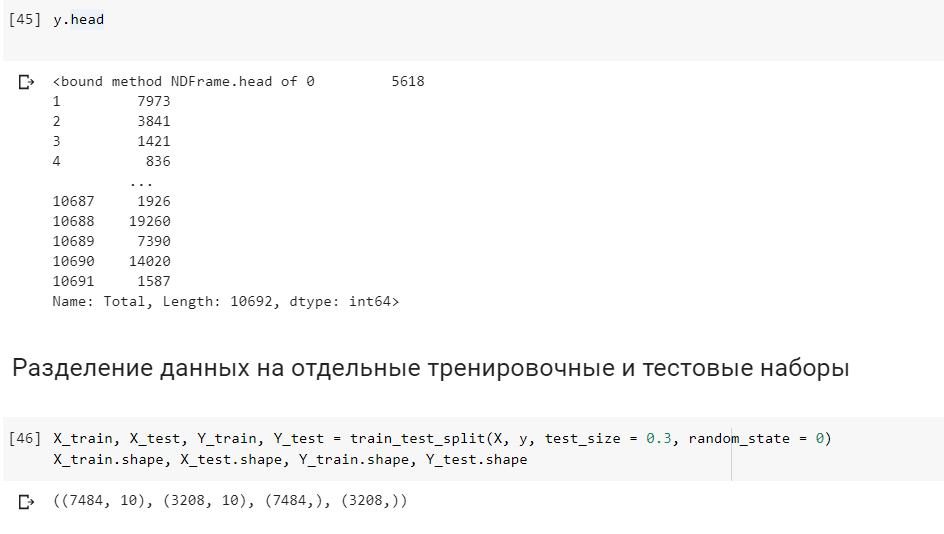 [45] y.head
<bound method NDFrame.head of 0         5618
1         7973
2         3841
3         1421
4          836
         ...
10687     1926
10688    19260
10689     7390
10690    14020
10691     1587
Name: Total, Length: 10692, dtype: int64>
Разделение данных на отдельные тренировочные и тестовые наборы
[46] X_train, X_test, Y_train, Y_test = train_test_split(X, y, test_size = 0.3, random_state = 0)
X_train.shape, X_test.shape, Y_train.shape, Y_test.shape
((7484, 10), (3208, 10), (7484,), (3208,))